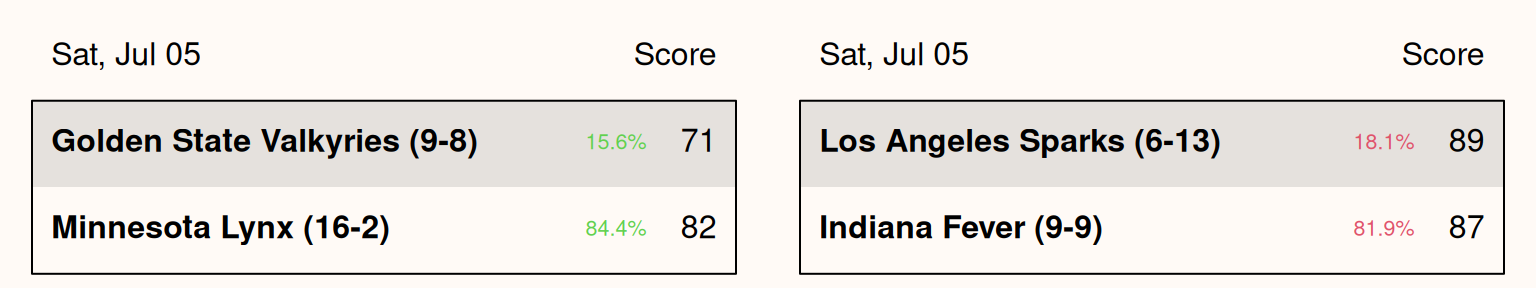 Sat, Jul 05 Score
Golden State Valkyries (9-8) 15.6% 71
Minnesota Lynx (16-2) 84.4% 82
Sat, Jul 05 Score
Los Angeles Sparks (6-13) 18.1% 89
Indiana Fever (9-9) 81.9% 87